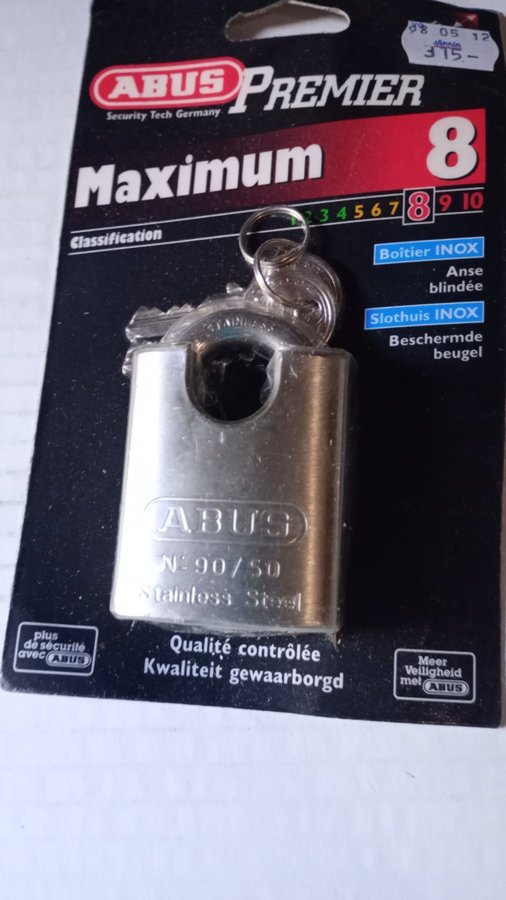 98 05 12
315.-
ABUS PREMIER
Security Tech Germany
Maximum 8
1 2 3 4 5 6 7 8 9 10
Classification
Boîtier INOX
Anse
blindée
Slothuis INOX
Beschermde
beugel
STAINLESS
ABUS
Nº 90/50
Stainless Steel
plus
de sécurité
avec ABUS
Qualité contrôlée
Kwaliteit gewaarborgd
Meer
Veiligheid
met ABUS